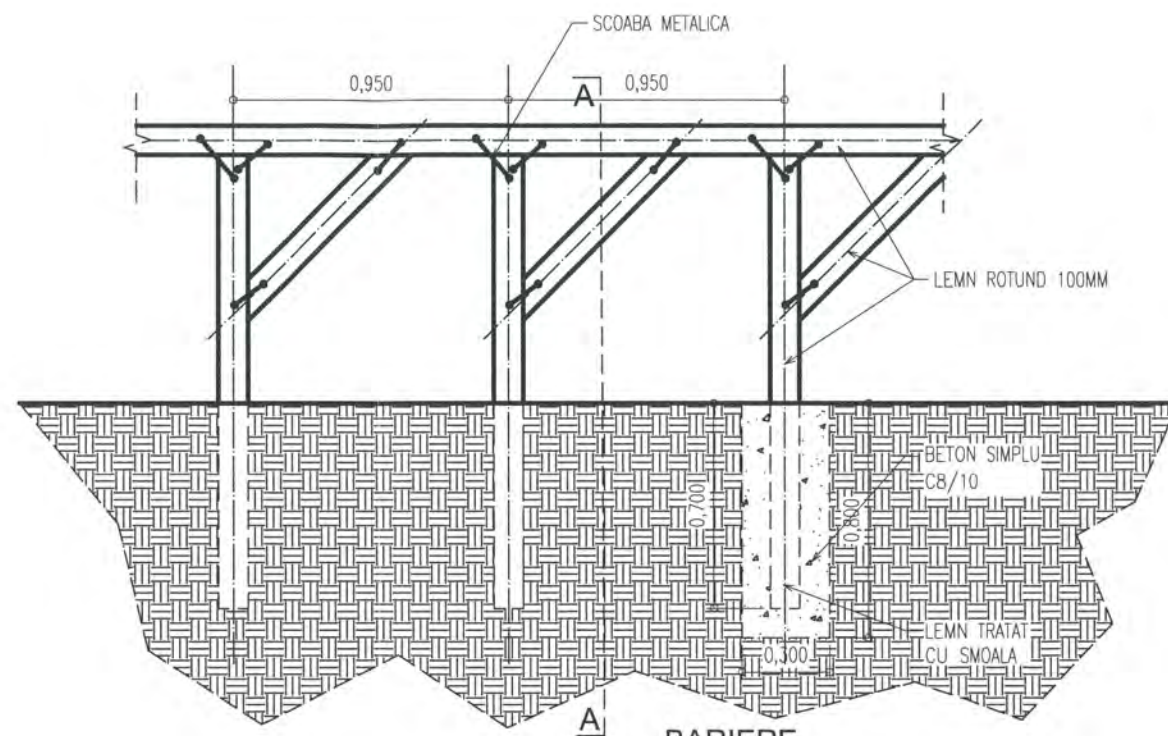 SCOABA METALICA
0,950
A
0,950
LEMN ROTUND 100MM
BETON SIMPLU
C8/10
0,700
0,800
LEMN TRATAT
CU SMOALA
0,300
A
BARIERE